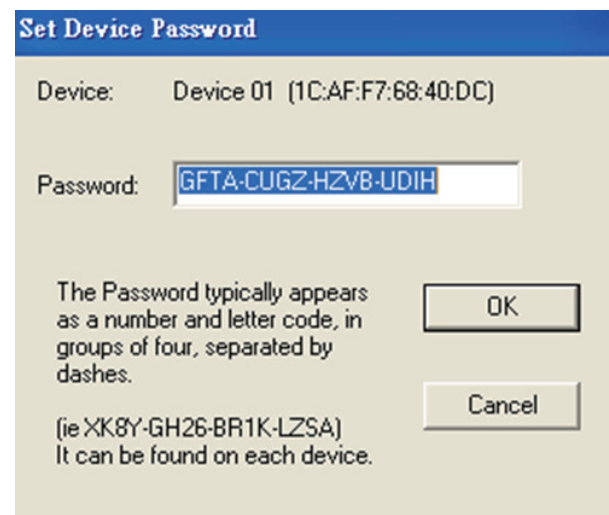 Set Device Password
Device: Device 01 (1C:AF:F7:68:40:DC)
Password: GFTA-CUGZ-HZVB-UDIH
The Password typically appears
as a number and letter code, in
groups of four, separated by
dashes.
(ie XK8Y-GH26-BR1K-LZSA)
It can be found on each device.
OK
Cancel